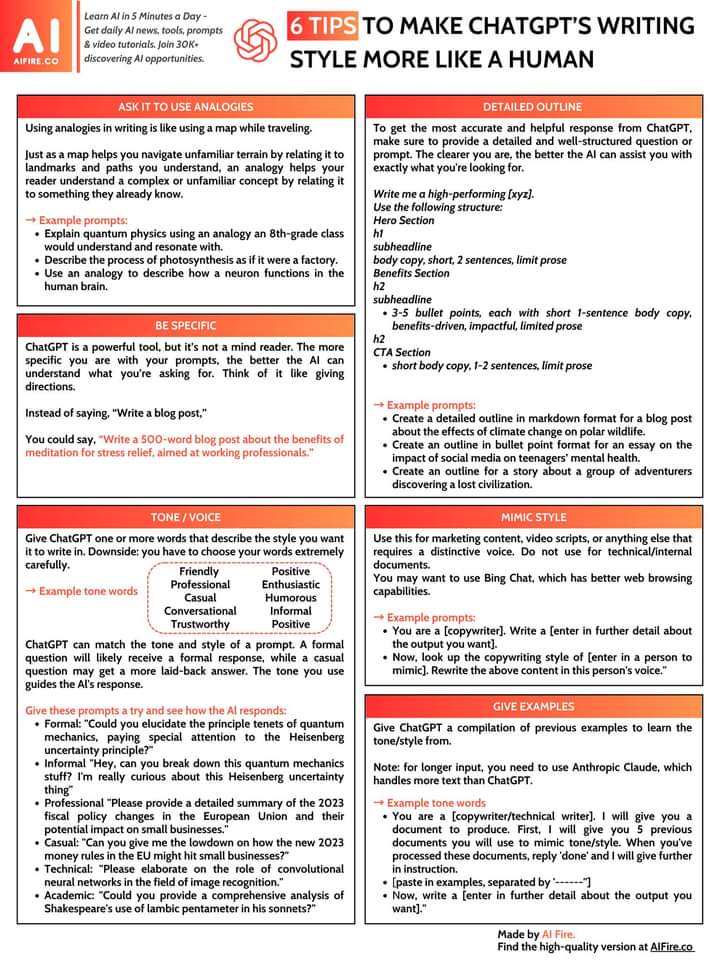 AI
AIFIRE.CO
Learn AI in 5 Minutes a Day -
Get daily AI news, tools, prompts
& video tutorials. Join 30K+
discovering AI opportunities.
6 TIPS TO MAKE CHATGPT'S WRITING
STYLE MORE LIKE A HUMAN
ASK IT TO USE ANALOGIES
Using analogies in writing is like using a map while traveling.
Just as a map helps you navigate unfamiliar terrain by relating it to
landmarks and paths you understand, an analogy helps your
reader understand a complex or unfamiliar concept by relating it
to something they already know.
→ Example prompts:
• Explain quantum physics using an analogy an 8th-grade class
would understand and resonate with.
• Describe the process of photosynthesis as if it were a factory.
• Use an analogy to describe how a neuron functions in the
human brain.
BE SPECIFIC
ChatGPT is a powerful tool, but it's not a mind reader. The more
specific you are with your prompts, the better the AI can
understand what you're asking for. Think of it like giving
directions.
Instead of saying, "Write a blog post,"
You could say, "Write a 500-word blog post about the benefits of
meditation for stress relief, aimed at working professionals."
TONE / VOICE
Give ChatGPT one or more words that describe the style you want
it to write in. Downside: you have to choose your words extremely
carefully.
→ Example tone words
Friendly Positive
Professional Enthusiastic
Casual Humorous
Conversational Informal
Trustworthy Positive
ChatGPT can match the tone and style of a prompt. A formal
question will likely receive a formal response, while a casual
question may get a more laid-back answer. The tone you use
guides the AI's response.
Give these prompts a try and see how the AI responds:
• Formal: "Could you elucidate the principle tenets of quantum
mechanics, paying special attention to the Heisenberg
uncertainty principle?"
• Informal "Hey, can you break down this quantum mechanics
stuff? I'm really curious about this Heisenberg uncertainty
thing"
• Professional "Please provide a detailed summary of the 2023
fiscal policy changes in the European Union and their
potential impact on small businesses."
• Casual: "Can you give me the lowdown on how the new 2023
money rules in the EU might hit small businesses?"
• Technical: "Please elaborate on the role of convolutional
neural networks in the field of image recognition."
• Academic: "Could you provide a comprehensive analysis of
Shakespeare's use of lambic pentameter in his sonnets?"
DETAILED OUTLINE
To get the most accurate and helpful response from ChatGPT,
make sure to provide a detailed and well-structured question or
prompt. The clearer you are, the better the AI can assist you with
exactly what you're looking for.
Write me a high-performing [xyz].
Use the following structure:
Hero Section
h1
subheadline
body copy, short, 2 sentences, limit prose
Benefits Section
h2
subheadline
• 3-5 bullet points, each with short 1-sentence body copy,
benefits-driven, impactful, limited prose
h2
CTA Section
• short body copy, 1-2 sentences, limit prose
→ Example prompts:
• Create a detailed outline in markdown format for a blog post
about the effects of climate change on polar wildlife.
• Create an outline in bullet point format for an essay on the
impact of social media on teenagers' mental health.
• Create an outline for a story about a group of adventurers
discovering a lost civilization.
MIMIC STYLE
Use this for marketing content, video scripts, or anything else that
requires a distinctive voice. Do not use for technical/internal
documents.
You may want to use Bing Chat, which has better web browsing
capabilities.
→ Example prompts:
• You are a [copywriter]. Write a [enter in further detail about
the output you want].
• Now, look up the copywriting style of [enter in a person to
mimic]. Rewrite the above content in this person's voice."
GIVE EXAMPLES
Give ChatGPT a compilation of previous examples to learn the
tone/style from.
Note: for longer input, you need to use Anthropic Claude, which
handles more text than ChatGPT.
→ Example tone words
• You are a [copywriter/technical writer]. I will give you a
document to produce. First, I will give you 5 previous
documents you will use to mimic tone/style. When you've
processed these documents, reply 'done' and I will give further
in instruction.
• [paste in examples, separated by '------"]
• Now, write a [enter in further detail about the output you
want]."
Made by AI Fire.
Find the high-quality version at AIFire.co